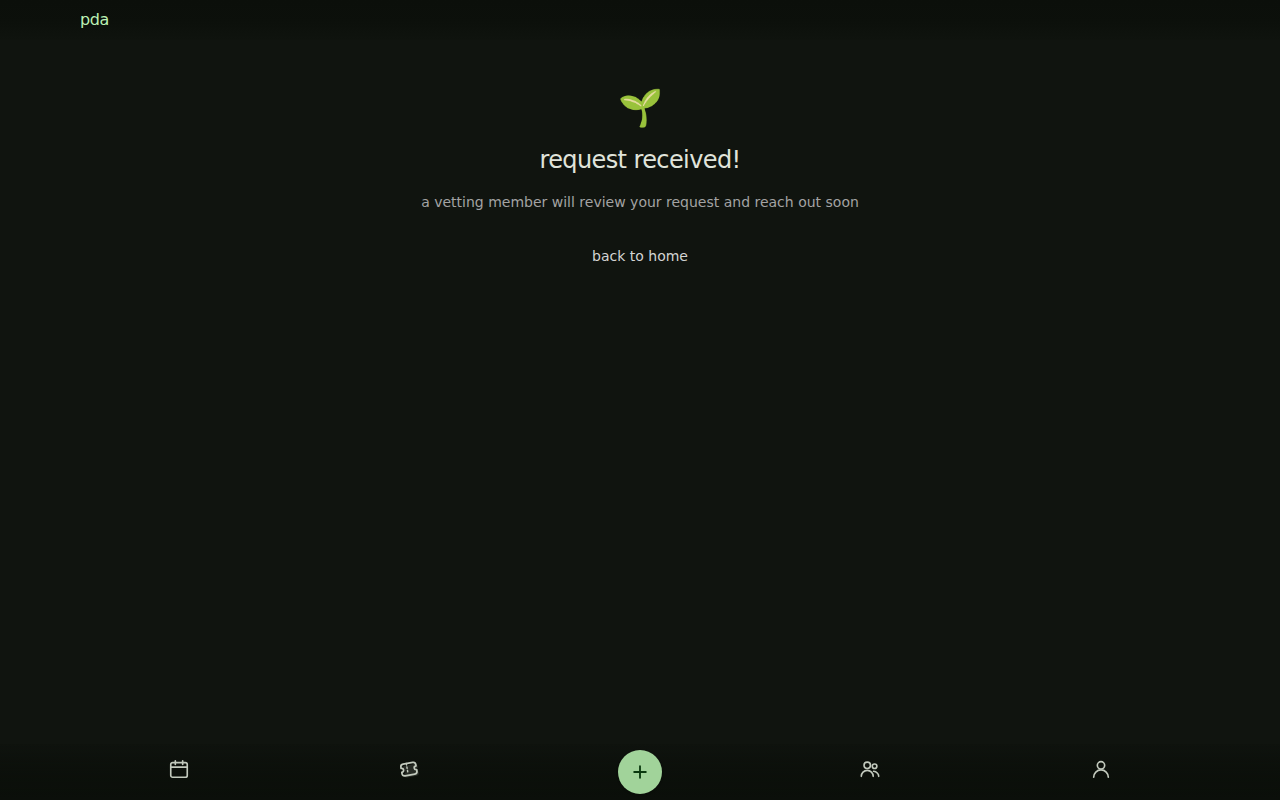 pda
request received!
a vetting member will review your request and reach out soon
back to home